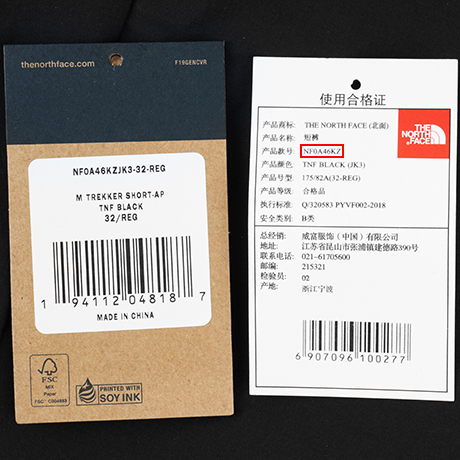 thenorthface.com
F19GENCVR
NF0A46KZJK3-32-REG
M TREKKER SHORT-AP
TNF BLACK
32/REG
1 94112 04818 7
MADE IN CHINA
FSC
MIX
Paper
PRINTED WITH
SOY INK
使用合格证
产品商标: THE NORTH FACE (北面)
产品名称: 短裤
产品款号: NF0A46KZ
产品颜色: TNF BLACK (JK3)
产品号型: 175/82A(32-REG)
产品等级: 合格品
执行标准: Q/320583 PYVF002-2018
安全类别: B类
THE
NORTH
FACE
总经销: 威富服饰(中国)有限公司
地址: 江苏省昆山市张浦镇建德路390号
联系电话: 021-61705600
邮编: 215321
检验员: 02
产地: 浙江宁波
6 907096 100277